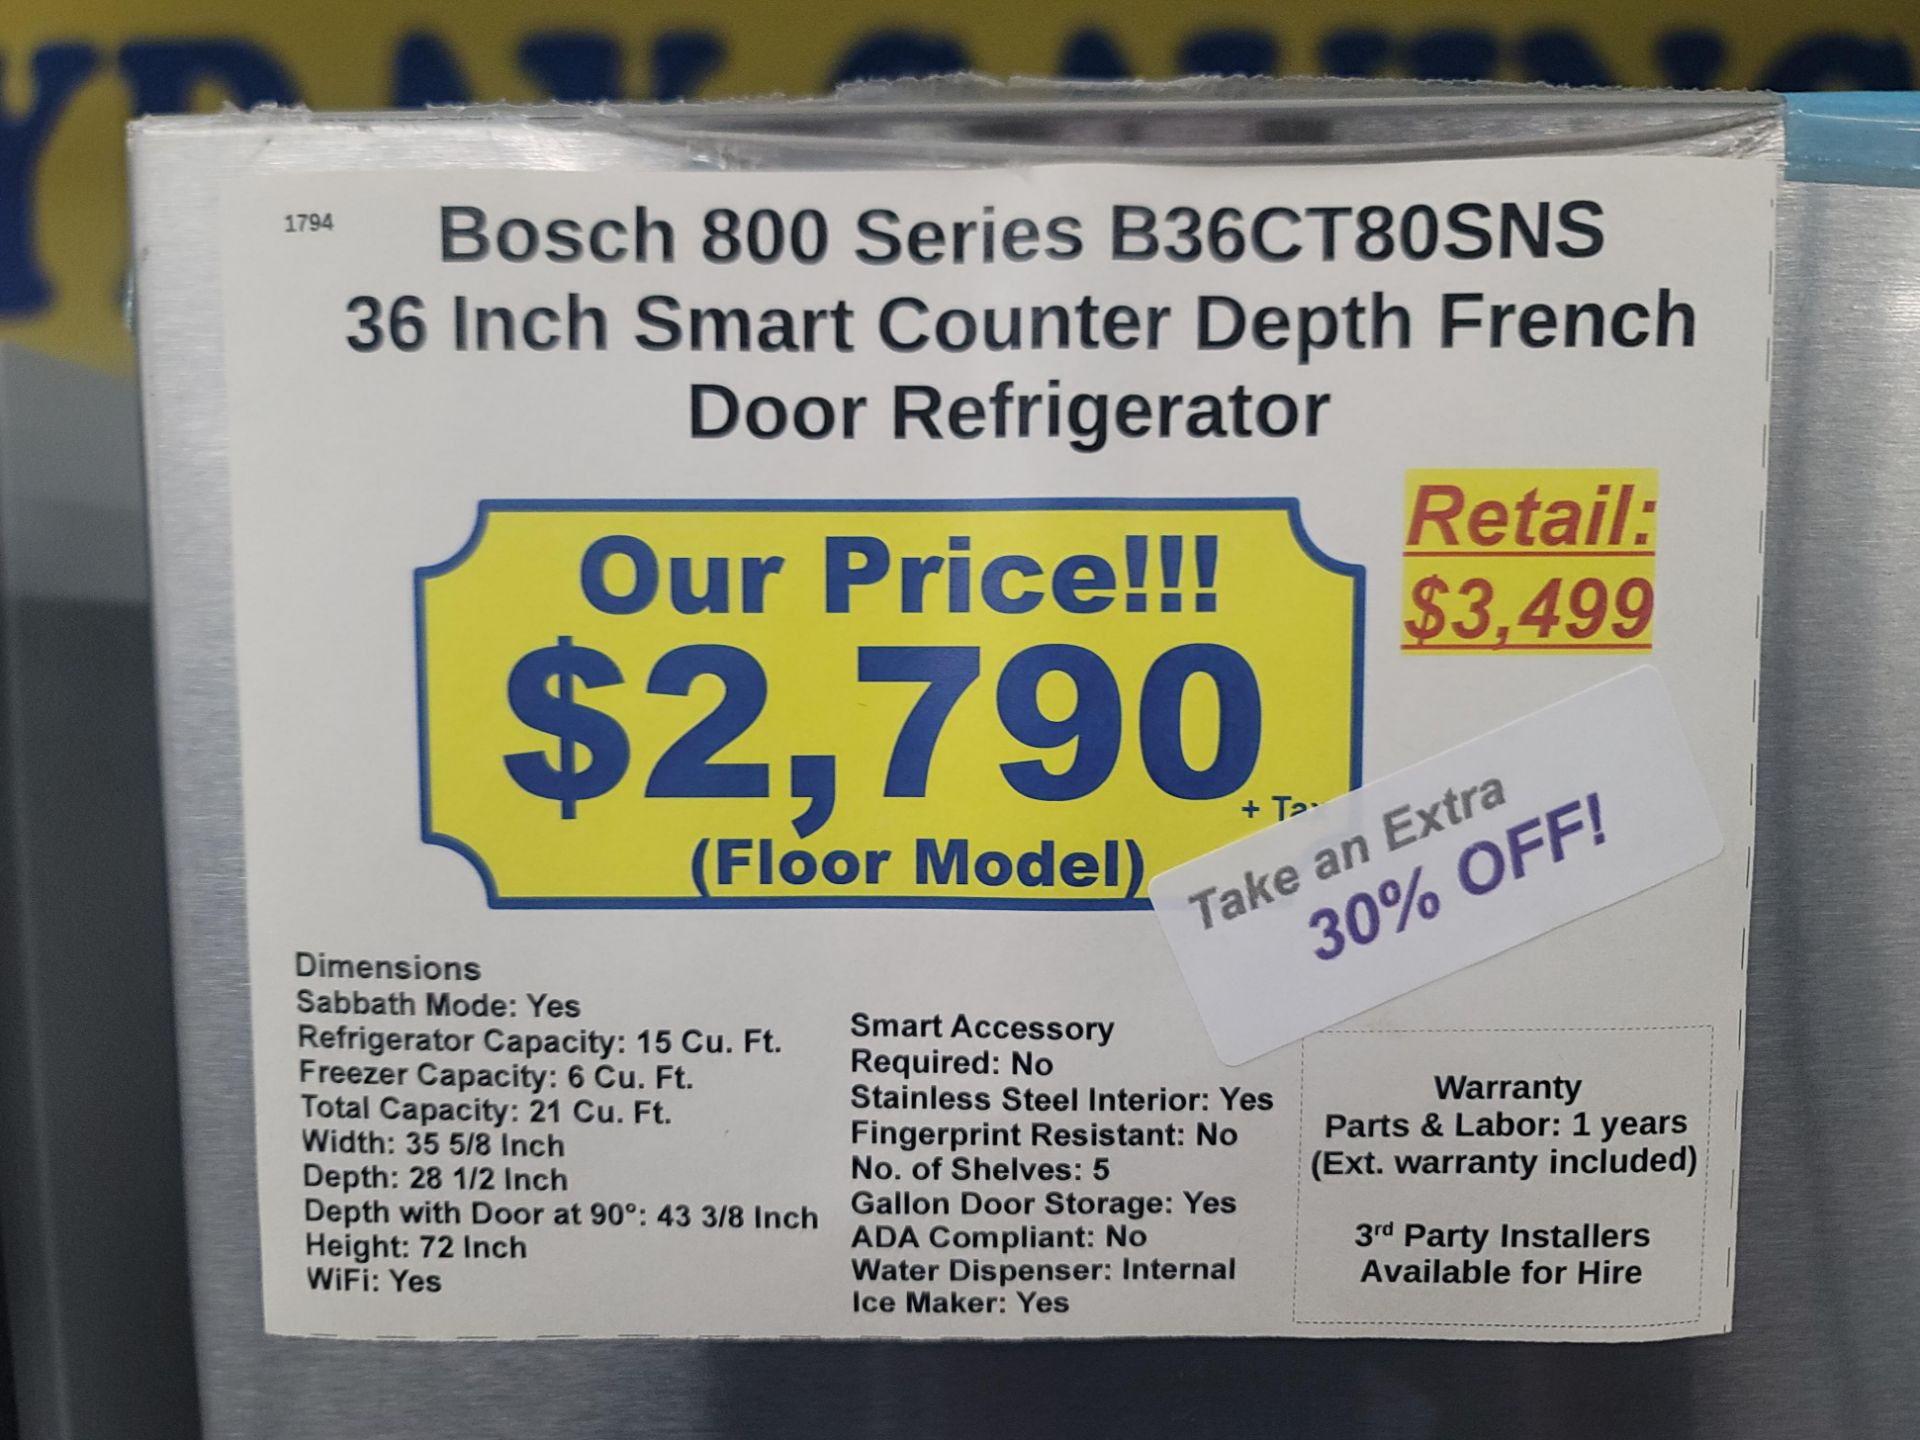 1794
Bosch 800 Series B36CT80SNS
36 Inch Smart Counter Depth French
Door Refrigerator
Retail:
$3,499
Our Price!!!
$2,790
+ Tax
(Floor Model)
Take an Extra
30% OFF!
Dimensions
Sabbath Mode: Yes
Refrigerator Capacity: 15 Cu. Ft.
Freezer Capacity: 6 Cu. Ft.
Total Capacity: 21 Cu. Ft.
Width: 35 5/8 Inch
Depth: 28 1/2 Inch
Depth with Door at 90°: 43 3/8 Inch
Height: 72 Inch
WiFi: Yes
Smart Accessory
Required: No
Stainless Steel Interior: Yes
Fingerprint Resistant: No
No. of Shelves: 5
Gallon Door Storage: Yes
ADA Compliant: No
Water Dispenser: Internal
Ice Maker: Yes
Warranty
Parts & Labor: 1 years
(Ext. warranty included)
3rd Party Installers
Available for Hire